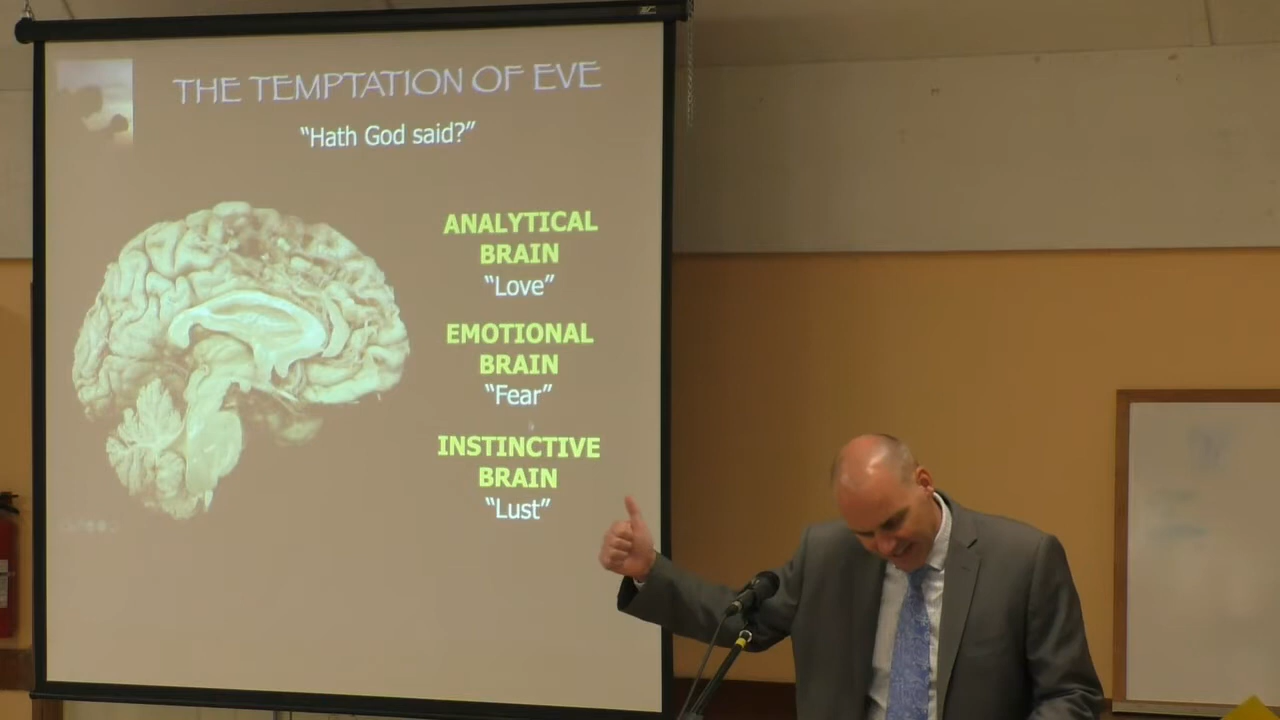 THE TEMPTATION OF EVE
“Hath God said?”
ANALYTICAL
BRAIN
“Love”
EMOTIONAL
BRAIN
“Fear”
INSTINCTIVE
BRAIN
“Lust”